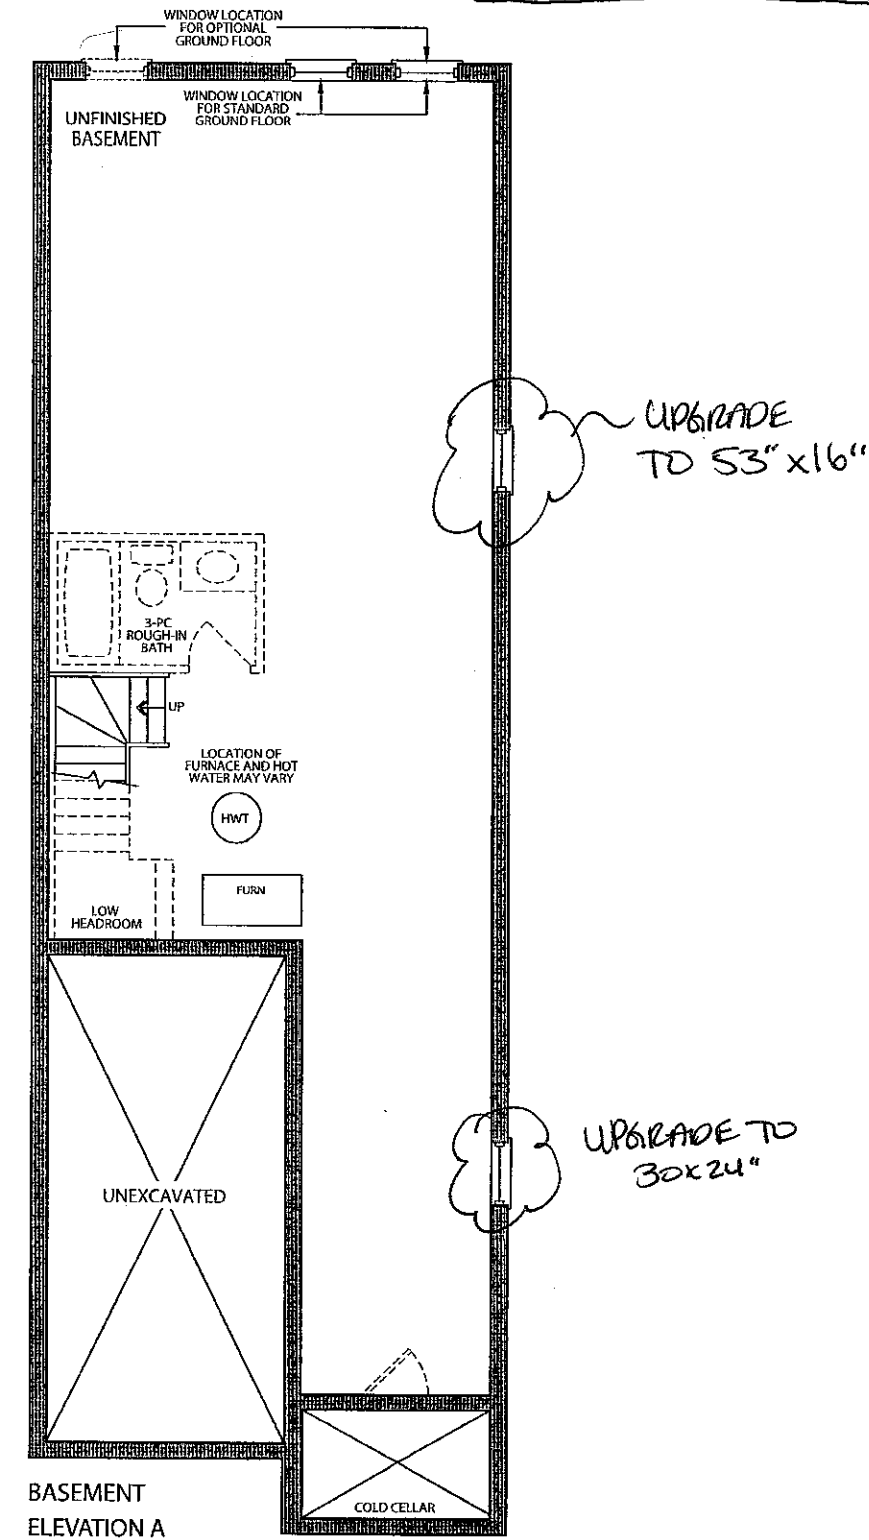 WINDOW LOCATION
FOR OPTIONAL
GROUND FLOOR
WINDOW LOCATION
FOR STANDARD
GROUND FLOOR
UNFINISHED
BASEMENT
UPGRADE
TO 53" x16"
3-PC
ROUGH-IN
BATH
UP
LOCATION OF
FURNACE AND HOT
WATER MAY VARY
HWT
FURN
LOW
HEADROOM
UPGRADE TO
30x24"
UNEXCAVATED
COLD CELLAR
BASEMENT
ELEVATION A